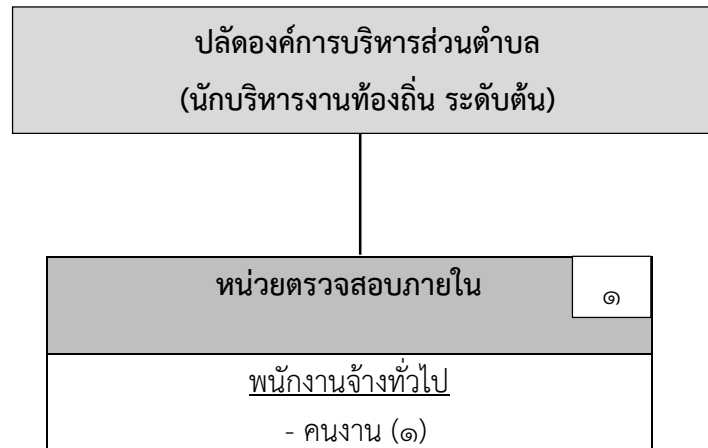 ปลัดองค์การบริหารส่วนตำบล
(นักบริหารงานท้องถิ่น ระดับต้น)
หน่วยตรวจสอบภายใน
๑
พนักงานจ้างทั่วไป
- คนงาน (๑)